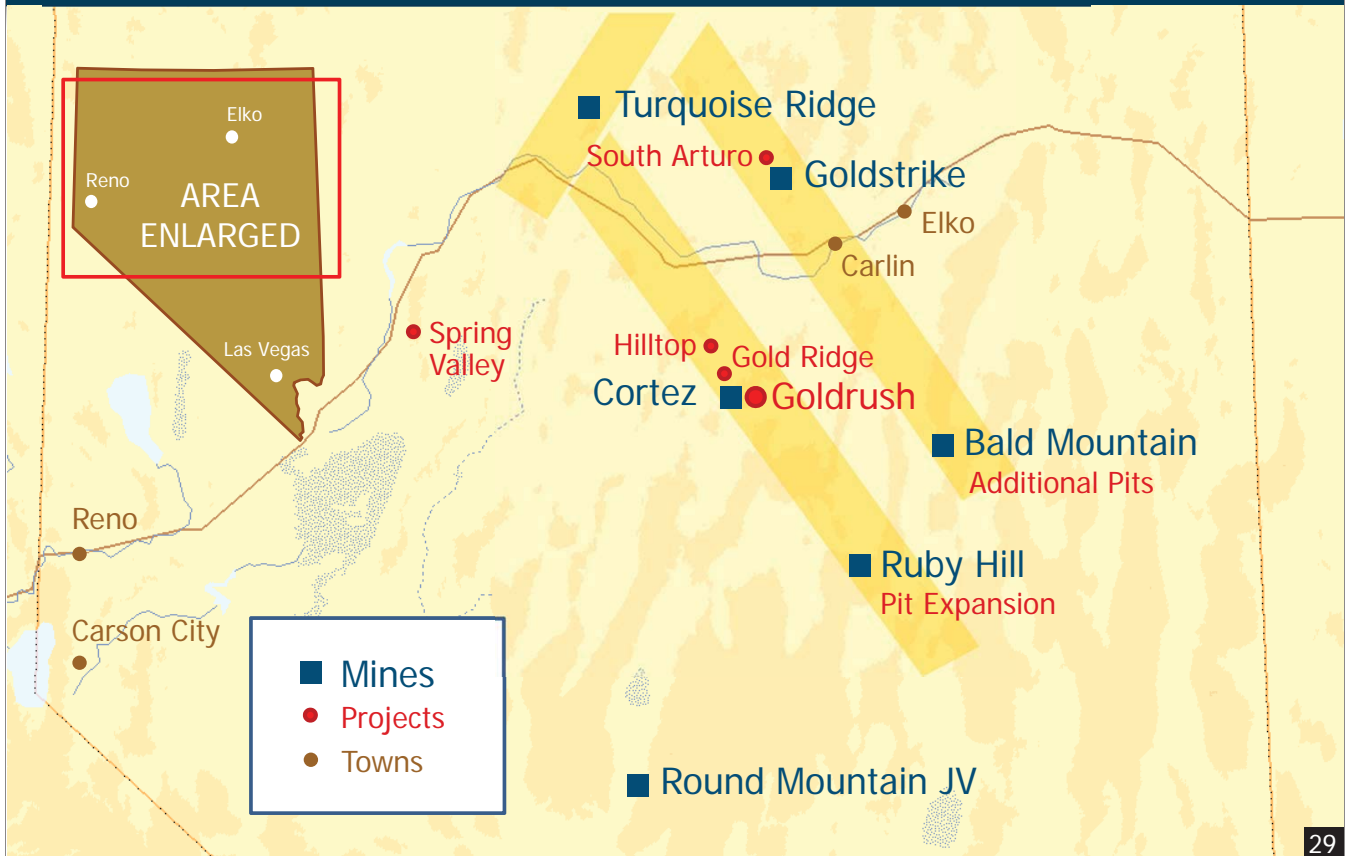 Elko
Reno
AREA
ENLARGED
Las Vegas
Turquoise Ridge
South Arturo
Goldstrike
Elko
Carlin
Spring
Valley
Hilltop
Gold Ridge
Cortez
Goldrush
Bald Mountain
Additional Pits
Reno
Ruby Hill
Pit Expansion
Carson City
Mines
Projects
Towns
Round Mountain JV
29